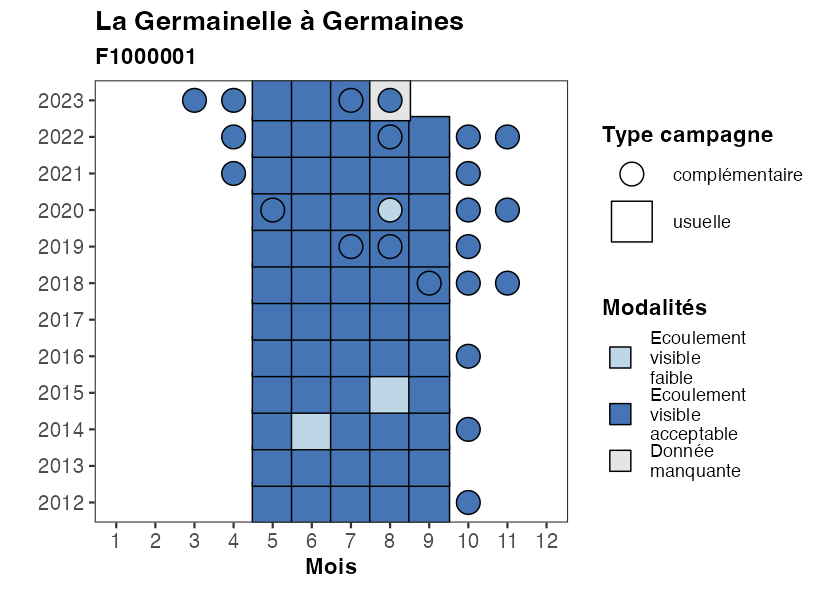 La Germainelle à Germaines
F1000001
2023
2022
2021
2020
2019
2018
2017
2016
2015
2014
2013
2012
1 2 3 4 5 6 7 8 9 10 11 12
Mois
Type campagne
complémentaire
usuelle
Modalités
Ecoulement
visible
faible
Ecoulement
visible
acceptable
Donnée
manquante